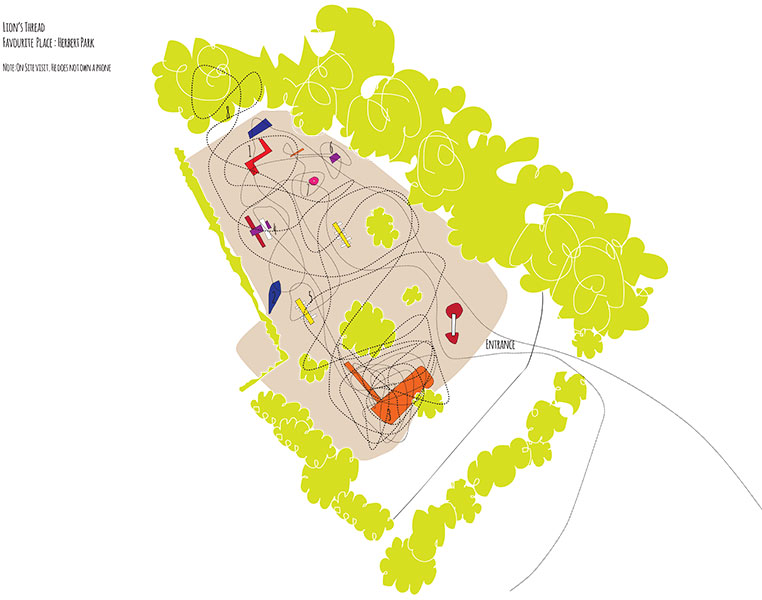 LION'S THREAD
FAVOURITE PLACE : HERBERT PARK
NOTE: ON SITE VISIT. HE DOES NOT OWN A PHONE
ENTRANCE